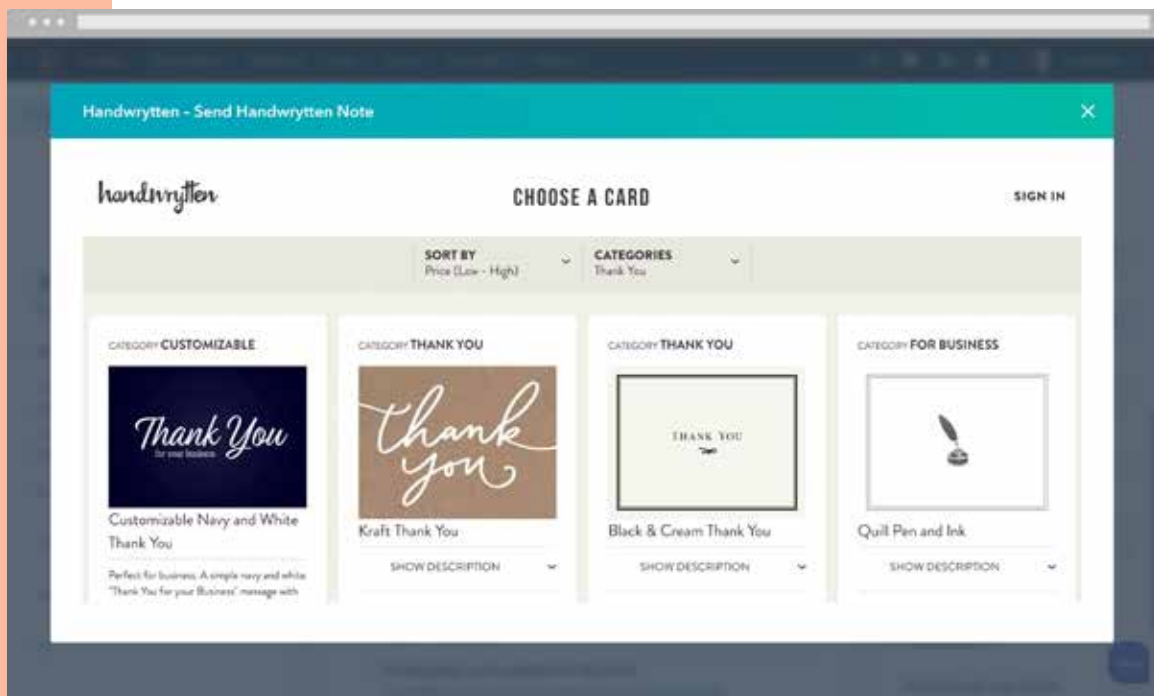 Handwrytten - Send Handwrytten Note
handwrytten
CHOOSE A CARD
SIGN IN
SORT BY
Price (Low - High)
CATEGORIES
Thank You
CATEGORY CUSTOMIZABLE
Thank You
for your business
Customizable Navy and White
Thank You
Perfect for business. A simple navy and white
"Thank You for your Business" message with
CATEGORY THANK YOU
thank
you
Kraft Thank You
SHOW DESCRIPTION
CATEGORY THANK YOU
THANK YOU
Black & Cream Thank You
SHOW DESCRIPTION
CATEGORY FOR BUSINESS
Quill Pen and Ink
SHOW DESCRIPTION